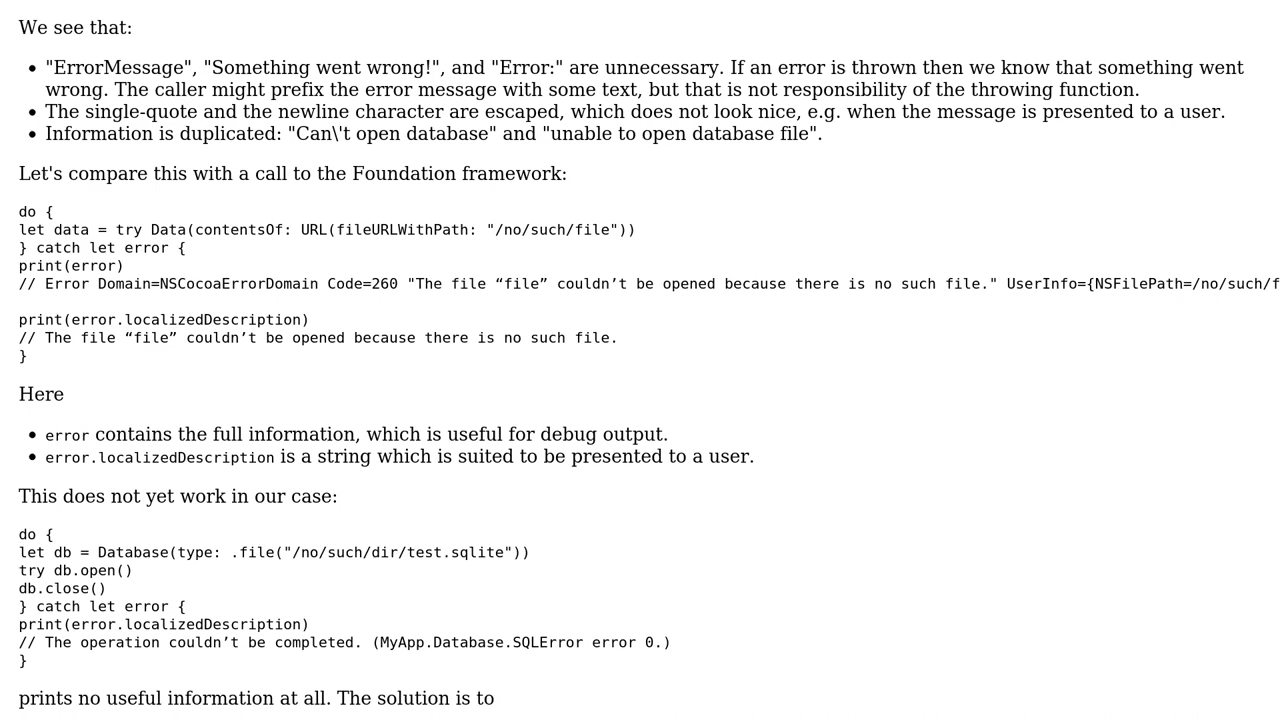 We see that:
"ErrorMessage", "Something went wrong!", and "Error:" are unnecessary. If an error is thrown then we know that something went
wrong. The caller might prefix the error message with some text, but that is not responsibility of the throwing function.
The single-quote and the newline character are escaped, which does not look nice, e.g. when the message is presented to a user.
Information is duplicated: "Can\'t open database" and "unable to open database file".
Let's compare this with a call to the Foundation framework:
do {
let data = try Data(contentsOf: URL(fileURLWithPath: "/no/such/file"))
} catch let error {
print(error)
// Error Domain=NSCocoaErrorDomain Code=260 "The file “file” couldn’t be opened because there is no such file." UserInfo={NSFilePath=/no/such/f
print(error.localizedDescription)
// The file “file” couldn’t be opened because there is no such file.
}
Here
error contains the full information, which is useful for debug output.
error.localizedDescription is a string which is suited to be presented to a user.
This does not yet work in our case:
do {
let db = Database(type: .file("/no/such/dir/test.sqlite"))
try db.open()
db.close()
} catch let error {
print(error.localizedDescription)
// The operation couldn’t be completed. (MyApp.Database.SQLError error 0.)
}
prints no useful information at all. The solution is to